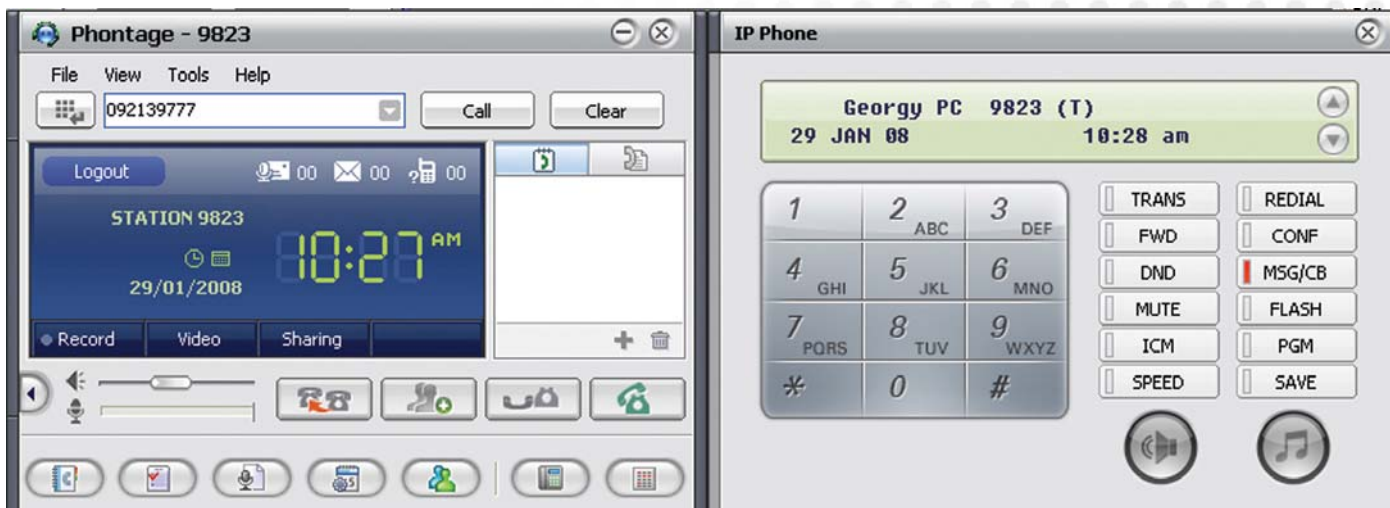 Phontage - 9823
File View Tools Help
092139777 Call Clear
Logout 00 00 00
STATION 9823
10:27 AM
29/01/2008
Record Video Sharing
IP Phone
Georgy PC 9823 (T)
29 JAN 08 10:28 am
1 2 ABC 3 DEF
4 GHI 5 JKL 6 MNO
7 PQRS 8 TUV 9 WXYZ
* 0 #
TRANS REDIAL
FWD CONF
DND MSG/CB
MUTE FLASH
ICM PGM
SPEED SAVE